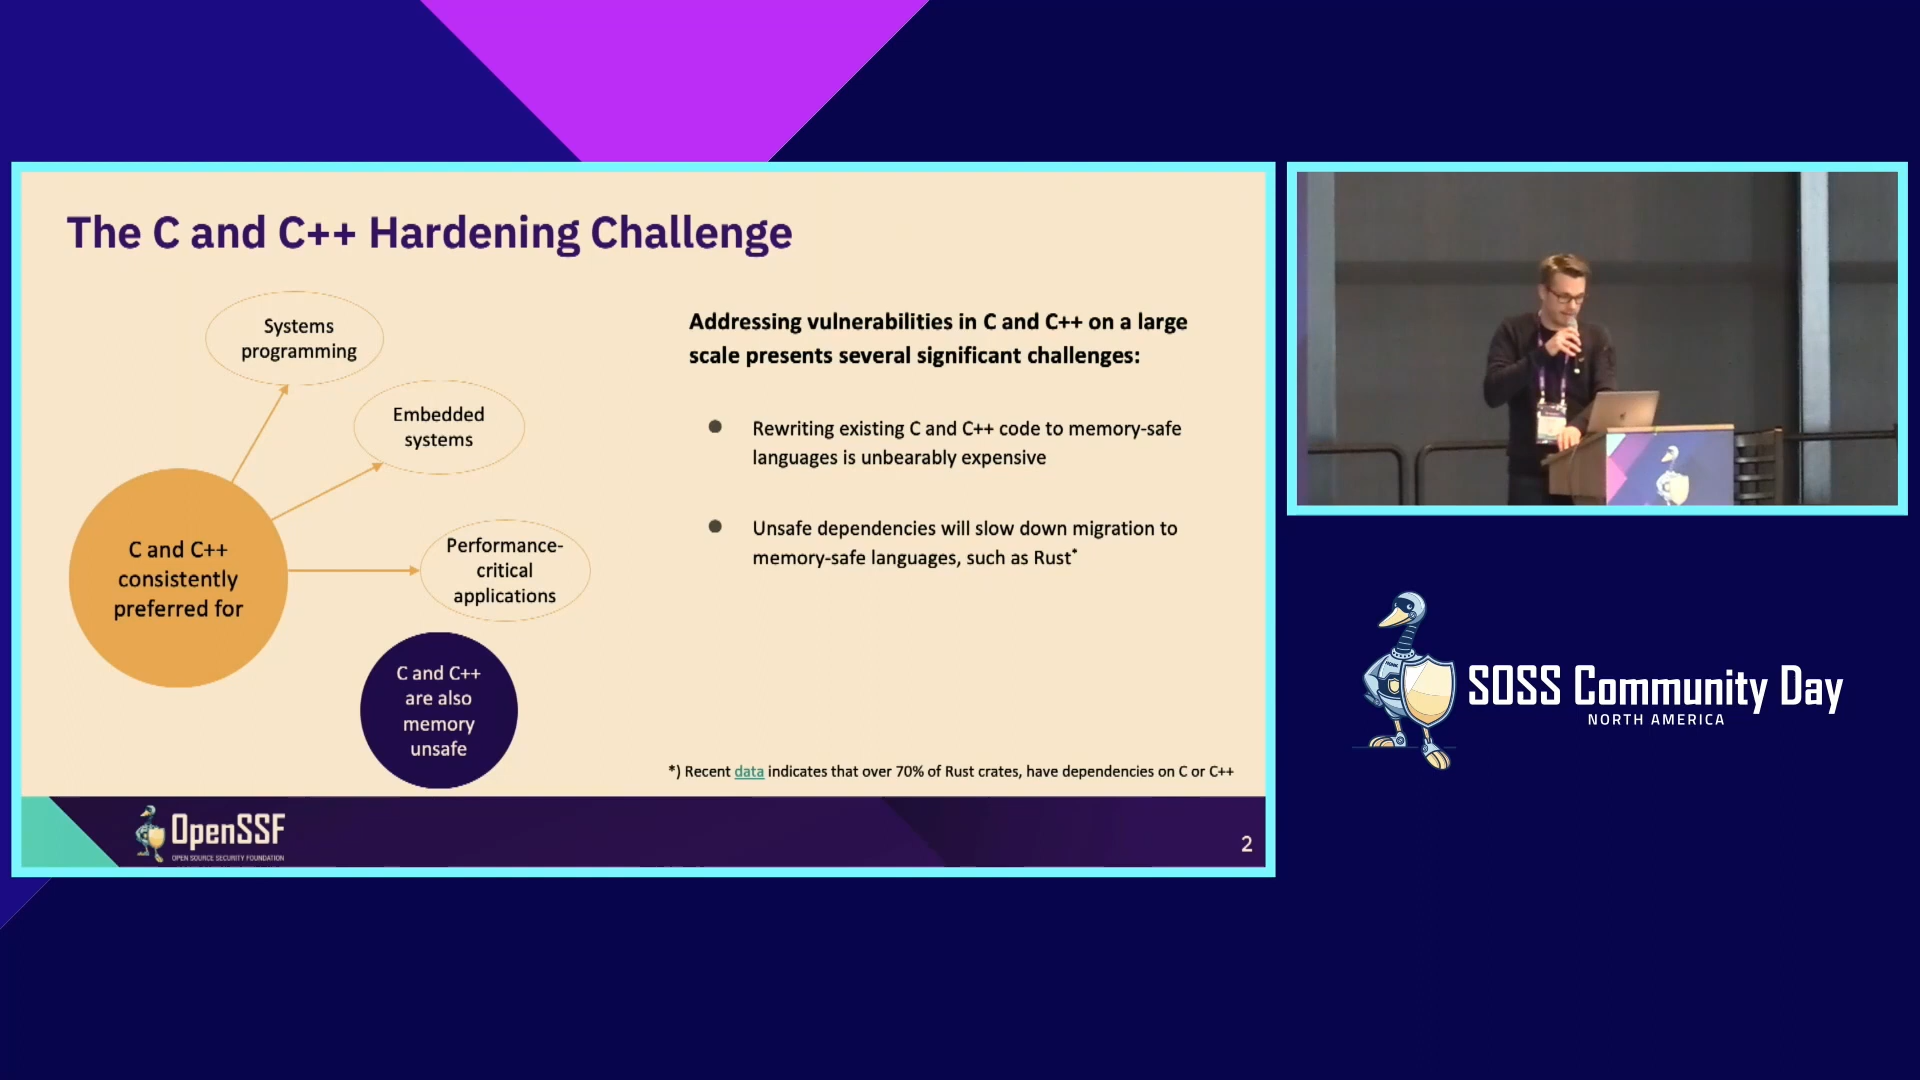 The C and C++ Hardening Challenge
Systems
programming
Embedded
systems
Performance-
critical
applications
C and C++
consistently
preferred for
C and C++
are also
memory
unsafe
Addressing vulnerabilities in C and C++ on a large
scale presents several significant challenges:
Rewriting existing C and C++ code to memory-safe
languages is unbearably expensive
Unsafe dependencies will slow down migration to
memory-safe languages, such as Rust*
*) Recent data indicates that over 70% of Rust crates, have dependencies on C or C++
OpenSSF
OPEN SOURCE SECURITY FOUNDATION
2
SOSS Community Day
NORTH AMERICA